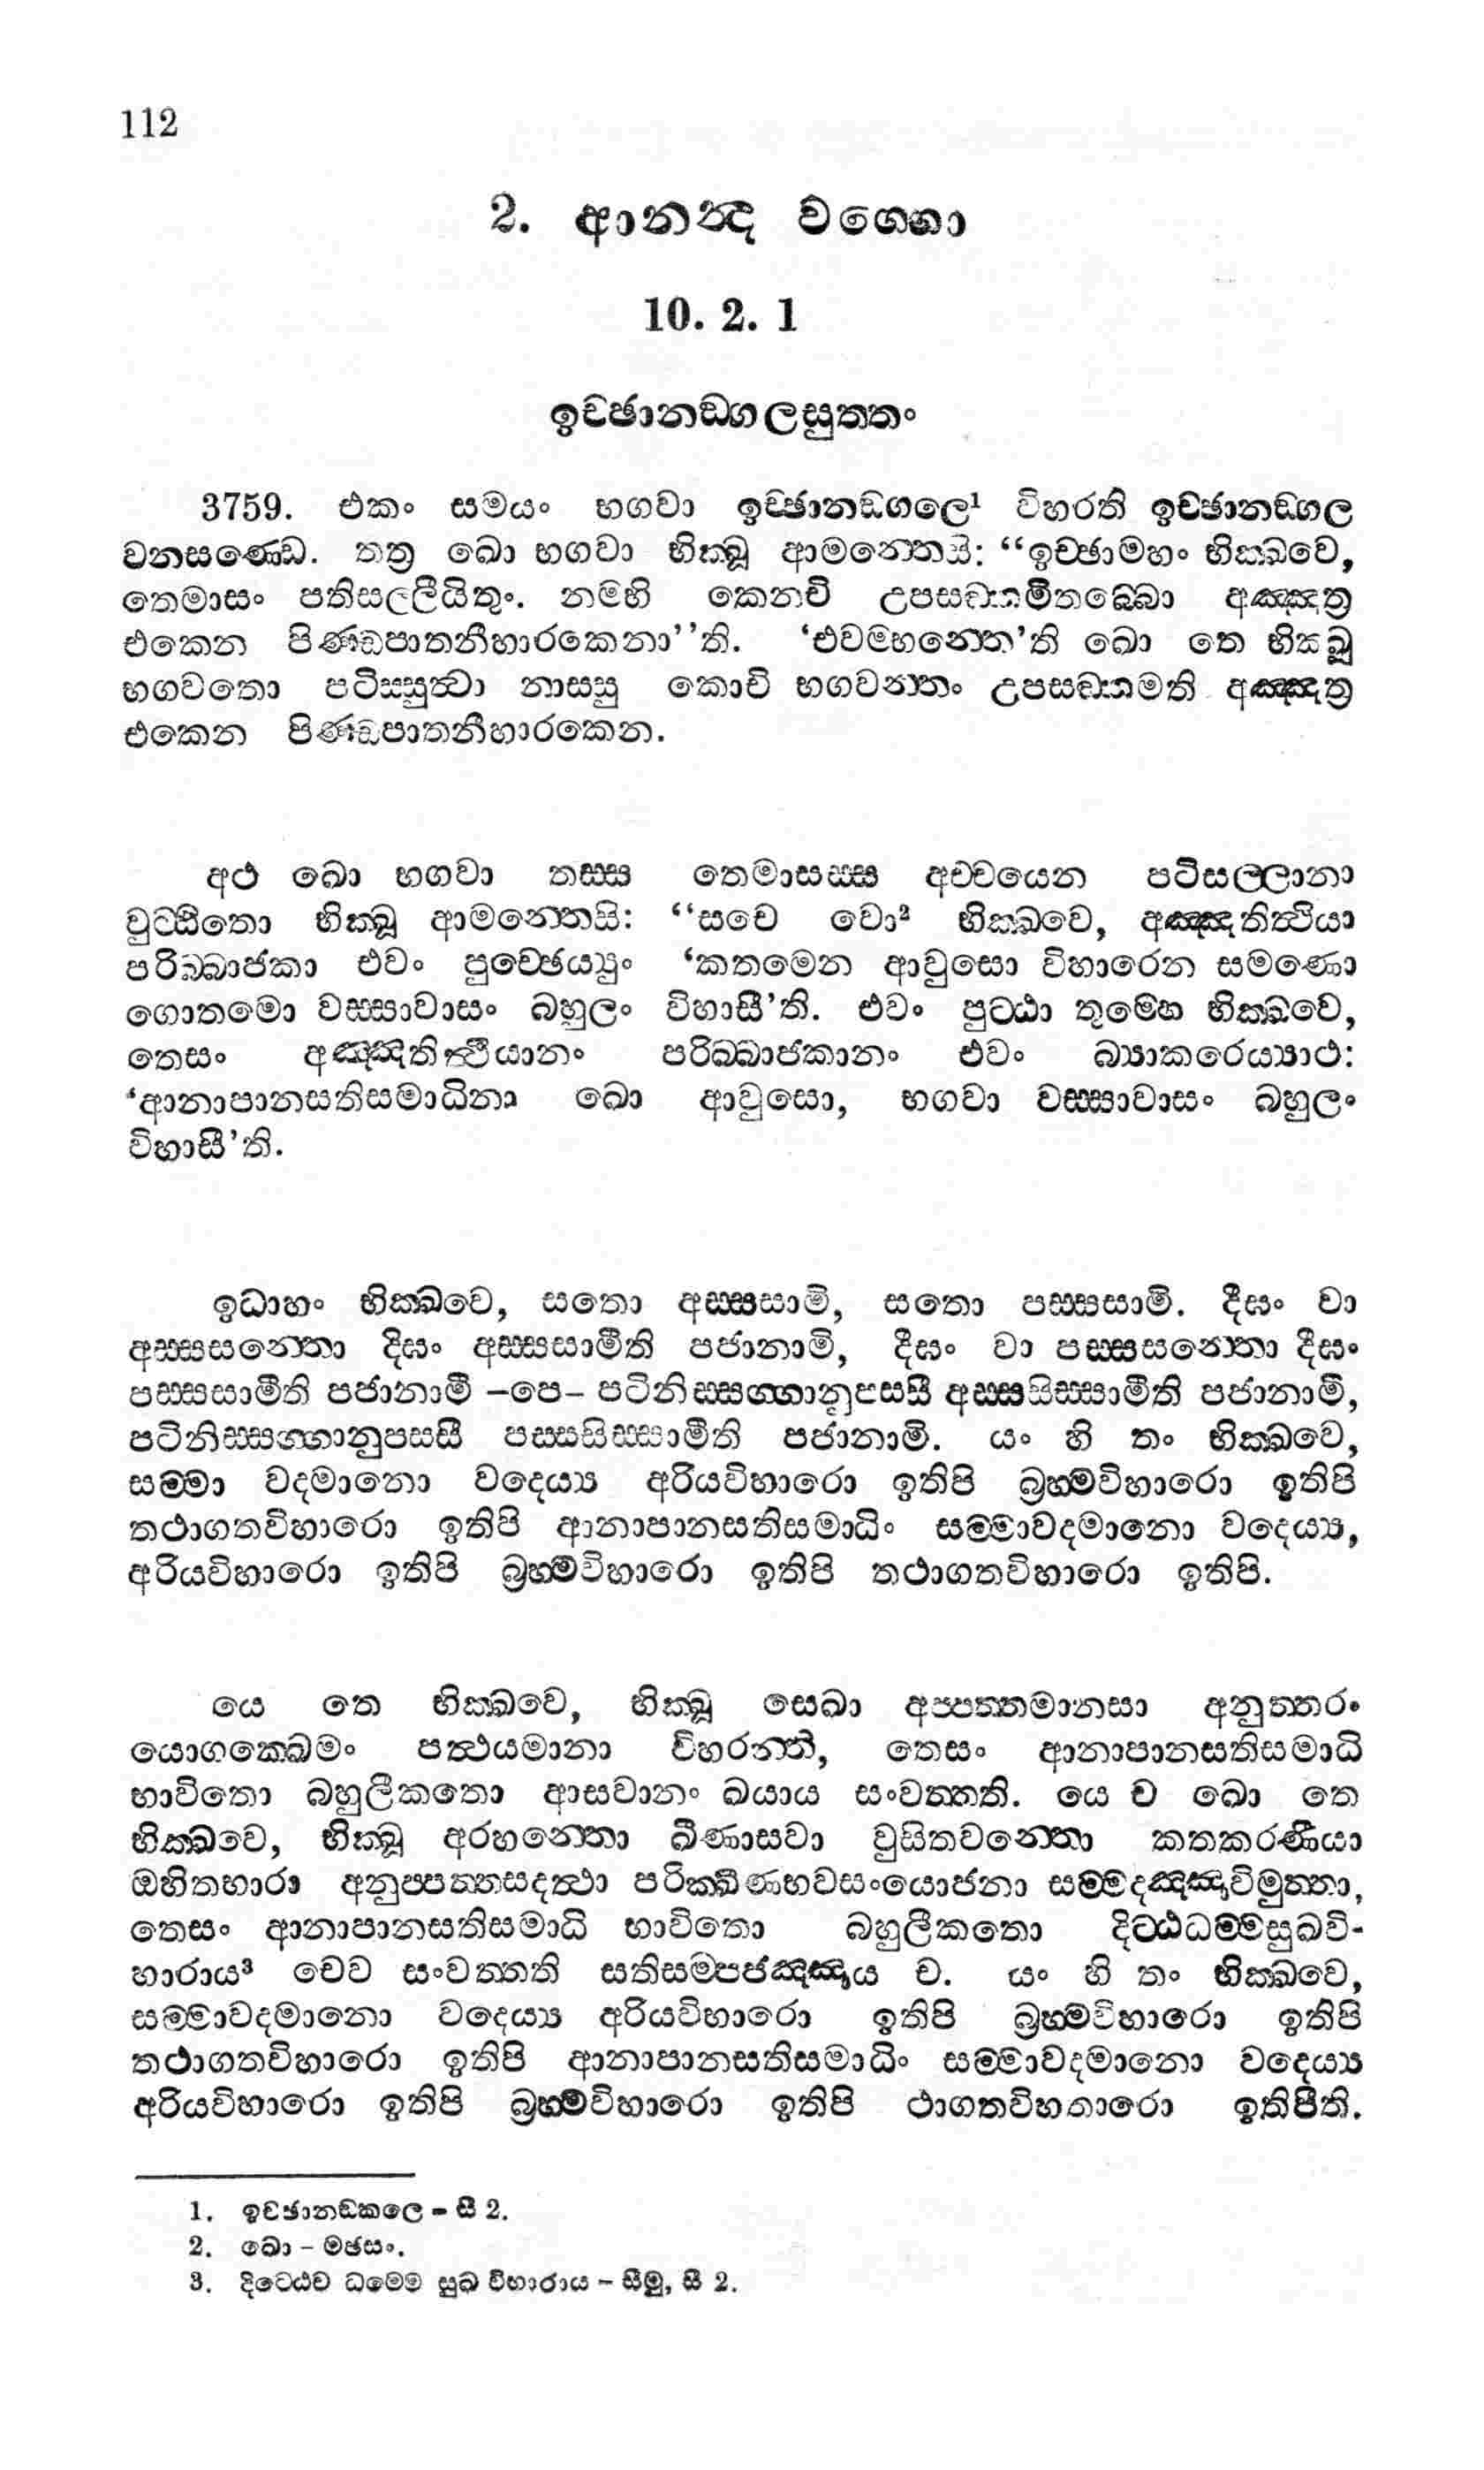 112
2. ආනන්ද වග්ගො
10. 2. 1
ඉච්ඡානඞ්ගලසුත්තං
3759. එකං සමයං භගවා ඉච්ඡානඞ්ගලෙ¹ විහරති ඉච්ඡානඞ්ගල
වනසණ්ඩෙ. තත්‍ර ඛො භගවා භික්ඛූ ආමන්තෙසි: “ඉච්ඡාමහං භික්ඛවෙ,
තෙමාසං පතිසල්ලීයිතුං. නම්හි කෙනචි උපසඞ්කමීතබ්බො අඤ්ඤත්‍ර
එකෙන පිණ්ඩපාතනීහාරකෙනා’’ති. ‘එවම්භන්තෙ’ති ඛො තෙ භික්ඛූ
භගවතො පටිස්සුත්‍වා නාස්සු කොචි භගවන්තං උපසඞ්කමති අඤ්ඤත්‍ර
එකෙන පිණ්ඩපාතනීහාරකෙන.
අථ ඛො භගවා තස්ස තෙමාසස්ස අච්චයෙන පටිසල්ලානා
වුට්ඨිතො භික්ඛූ ආමන්තෙසි: “සචෙ වො² භික්ඛවෙ, අඤ්ඤතිත්‍ථියා
පරිබ්බාජකා එවං පුච්ඡෙය්‍යුං ‘කතමෙන ආවුසො විහාරෙන සමණො
ගොතමො වස්සාවාසං බහුලං විහාසී’ති. එවං පුට්ඨා තුම්හෙ භික්ඛවෙ,
තෙසං අඤ්ඤතිත්‍ථියානං පරිබ්බාජකානං එවං බ්‍යාකරෙය්‍යාථ:
‘ආනාපානසතිසමාධිනා ඛො ආවුසො, භගවා වස්සාවාසං බහුලං
විහාසී’ති.
ඉධාහං භික්ඛවෙ, සතො අස්සසාමි, සතො පස්සසාමි. දීඝං වා
අස්සසන්තො දිඝං අස්සසාමීති පජානාමි, දීඝං වා පස්සසන්තො දීඝං
පස්සසාමීති පජානාමී –පෙ– පටිනිස්සග්ගානූපස්සී අස්සසිස්සාමීති පජානාමී,
පටිනිස්සග්ගානුපස්සී පස්සසිස්සාමීති පජානාමි. යං හි තං භික්ඛවෙ,
සම්මා වදමානො වදෙය්‍ය අරියවිහාරො ඉතිපි බ්‍රහ්මවිහාරො ඉතිපි
තථාගතවිහාරො ඉතිපි ආනාපානසතිසමාධිං සම්මාවදමානො වදෙය්‍ය,
අරියවිහාරො ඉතිපි බ්‍රහ්මවිහාරො ඉතිපි තථාගතවිහාරො ඉතිපි.
යෙ තෙ භික්ඛවෙ, භික්ඛූ සෙඛා අප්පත්තමානසා අනුත්තරං
යොගක්ඛෙමං පත්‍ථයමානා විහරන්ති, තෙසං ආනාපානසතිසමාධි
භාවිතො බහුලීකතො ආසවානං ඛයාය සංවත්තති. යෙ ච ඛො තෙ
භික්ඛවෙ, භික්ඛූ අරහන්තො ඛීණාසවා වුසිතවන්තො කතකරණීයා
ඔහිතභාරා අනුප්පත්තසදත්‍ථා පරික්ඛීණභවසංයොජනා සම්මදඤ්ඤාවිමුත්තා,
තෙසං ආනාපානසතිසමාධි භාවිතො බහුලීකතො දිට්ඨධම්මසුඛවි-
හාරාය³ චෙව සංවත්තති සතිසම්පජඤ්ඤාය ච. යං හි තං භික්ඛවෙ,
සම්මාවදමානො වදෙය්‍ය අරියවිහාරො ඉතිපි බ්‍රහ්මවිහාරො ඉතිපි
තථාගතවිහාරො ඉතිපි ආනාපානසතිසමාධිං සම්මාවදමානො වදෙය්‍ය
අරියවිහාරො ඉතිපි බ්‍රහ්මවිහාරො ඉතිපි ථාගතවිහතාරො ඉතිපීති.
1. ඉච්ඡානඞ්කලෙ – සී 2.
2. ඛො – මඡසං.
3. දිට්ඨෙව ධම්මෙ සුඛ විහාරාය – සීමු, සී 2.